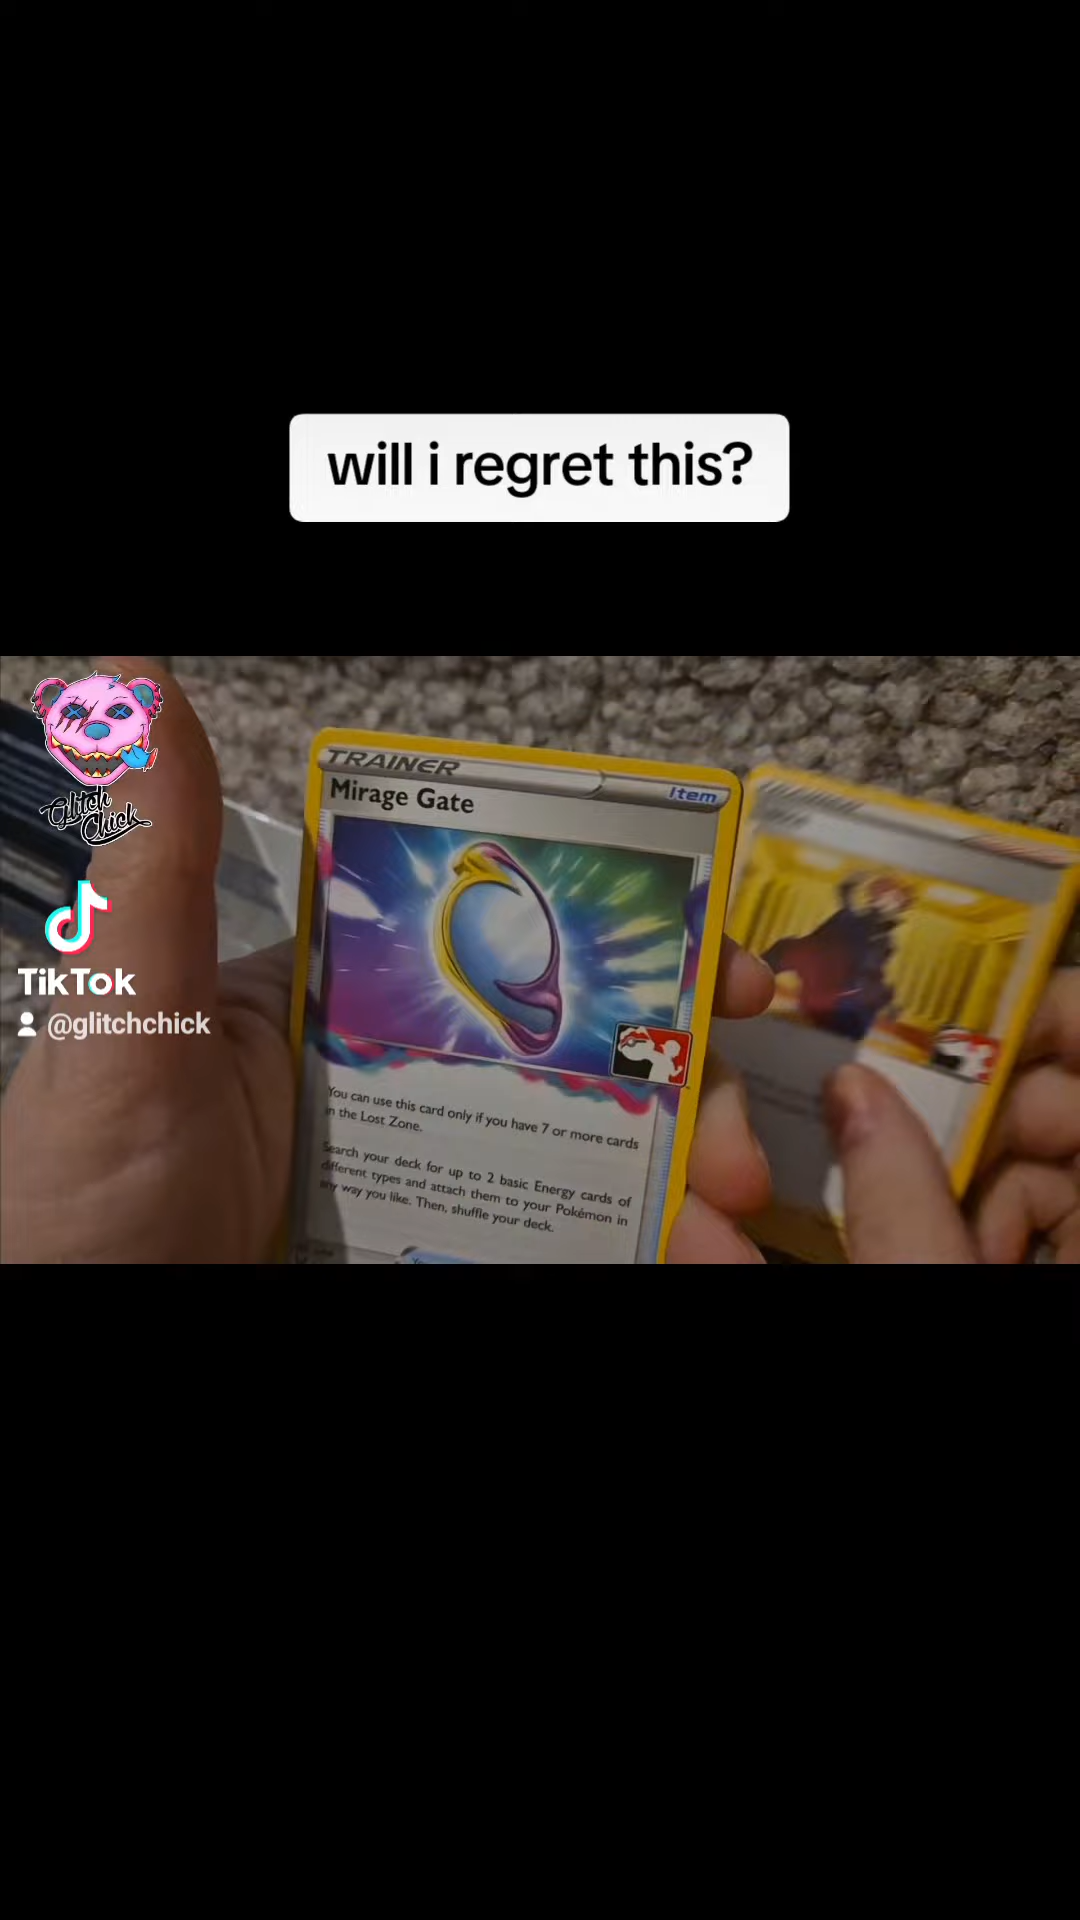 will i regret this?
Glitch
Chick
TikTok
@glitchchick
TRAINER
Item
Mirage Gate
You can use this card only if you have 7 or more cards
in the Lost Zone.
Search your deck for up to 2 basic Energy cards of
different types and attach them to your Pokémon in
any way you like. Then, shuffle your deck.